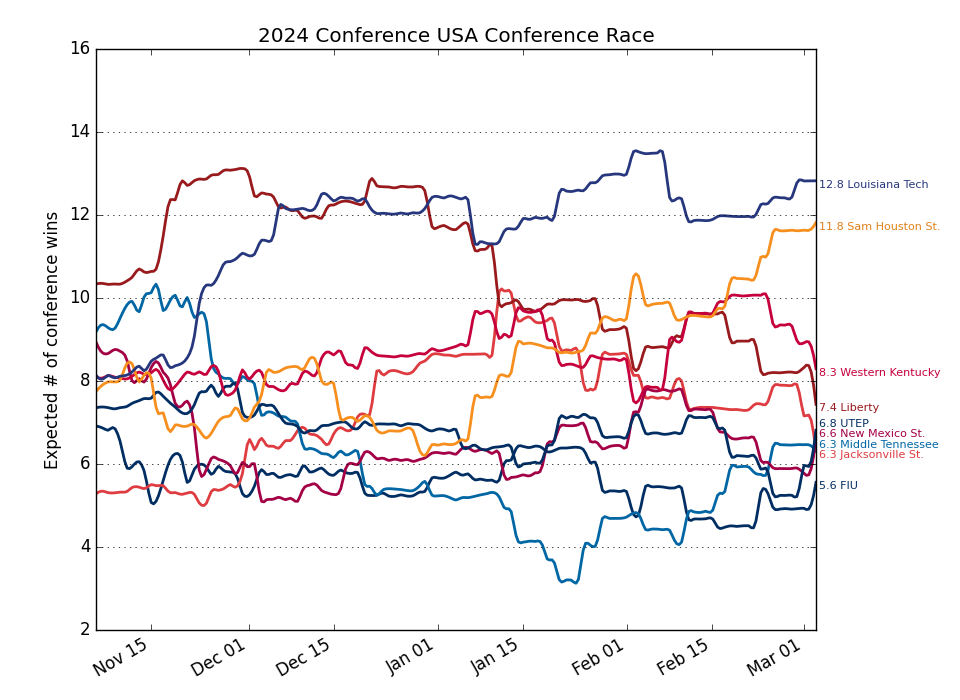 2024 Conference USA Conference Race
Expected # of conference wins
16
14
12
10
8
6
4
2
Nov 15
Dec 01
Dec 15
Jan 01
Jan 15
Feb 01
Feb 15
Mar 01
12.8 Louisiana Tech
11.8 Sam Houston St.
8.3 Western Kentucky
7.4 Liberty
6.8 UTEP
6.6 New Mexico St.
6.3 Middle Tennessee
6.3 Jacksonville St.
5.6 FIU